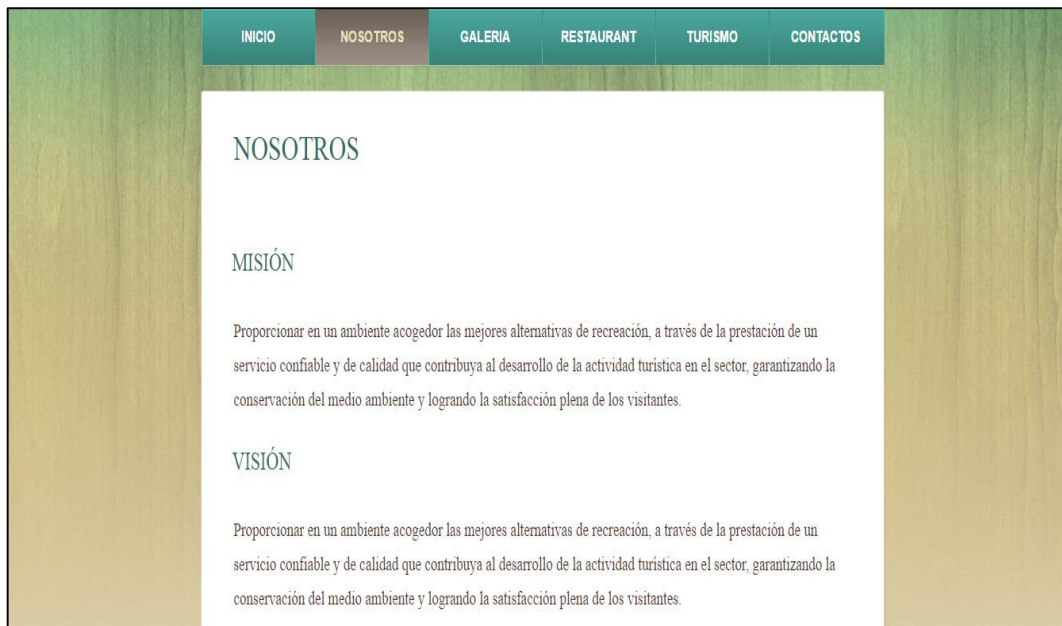 INICIO NOSOTROS GALERIA RESTAURANT TURISMO CONTACTOS
NOSOTROS
MISIÓN
Proporcionar en un ambiente acogedor las mejores alternativas de recreación, a través de la prestación de un
servicio confiable y de calidad que contribuya al desarrollo de la actividad turística en el sector, garantizando la
conservación del medio ambiente y logrando la satisfacción plena de los visitantes.
VISIÓN
Proporcionar en un ambiente acogedor las mejores alternativas de recreación, a través de la prestación de un
servicio confiable y de calidad que contribuya al desarrollo de la actividad turística en el sector, garantizando la
conservación del medio ambiente y logrando la satisfacción plena de los visitantes.